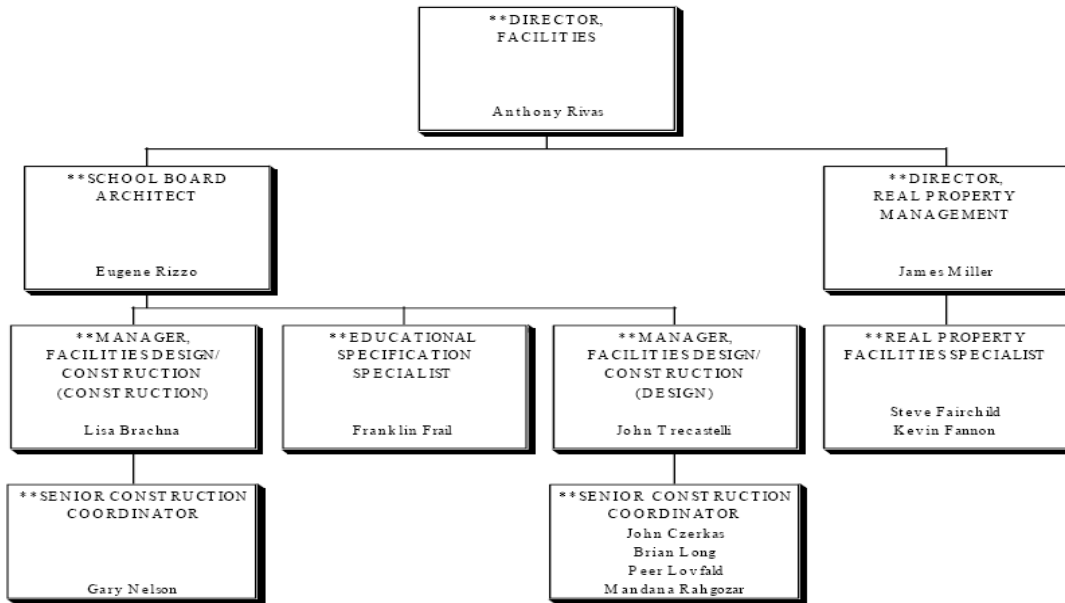 **DIRECTOR,
FACILITIES
Anthony Rivas
**SCHOOL BOARD
ARCHITECT
Eugene Rizzo
**DIRECTOR,
REAL PROPERTY
MANAGEMENT
James Miller
**MANAGER,
FACILITIES DESIGN/
CONSTRUCTION
(CONSTRUCTION)
Lisa Brachna
**EDUCATIONAL
SPECIFICATION
SPECIALIST
Franklin Frail
**MANAGER,
FACILITIES DESIGN/
CONSTRUCTION
(DESIGN)
John Trecastelli
**REAL PROPERTY
FACILITIES SPECIALIST
Steve Fairchild
Kevin Fannon
**SENIOR CONSTRUCTION
COORDINATOR
Gary Nelson
**SENIOR CONSTRUCTION
COORDINATOR
John Czerkas
Brian Long
Peer Lovfald
Mandana Rahgozar